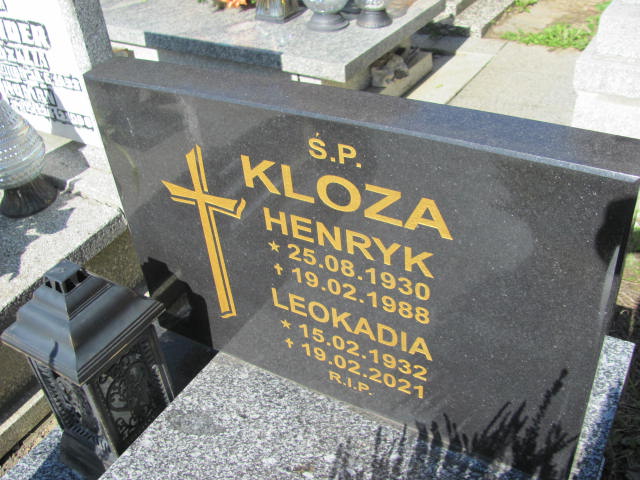 Ś.P.
KLOZA
HENRYK
* 25.08.1930
† 19.02.1988
LEOKADIA
* 15.02.1932
† 19.02.2021
R.I.P.